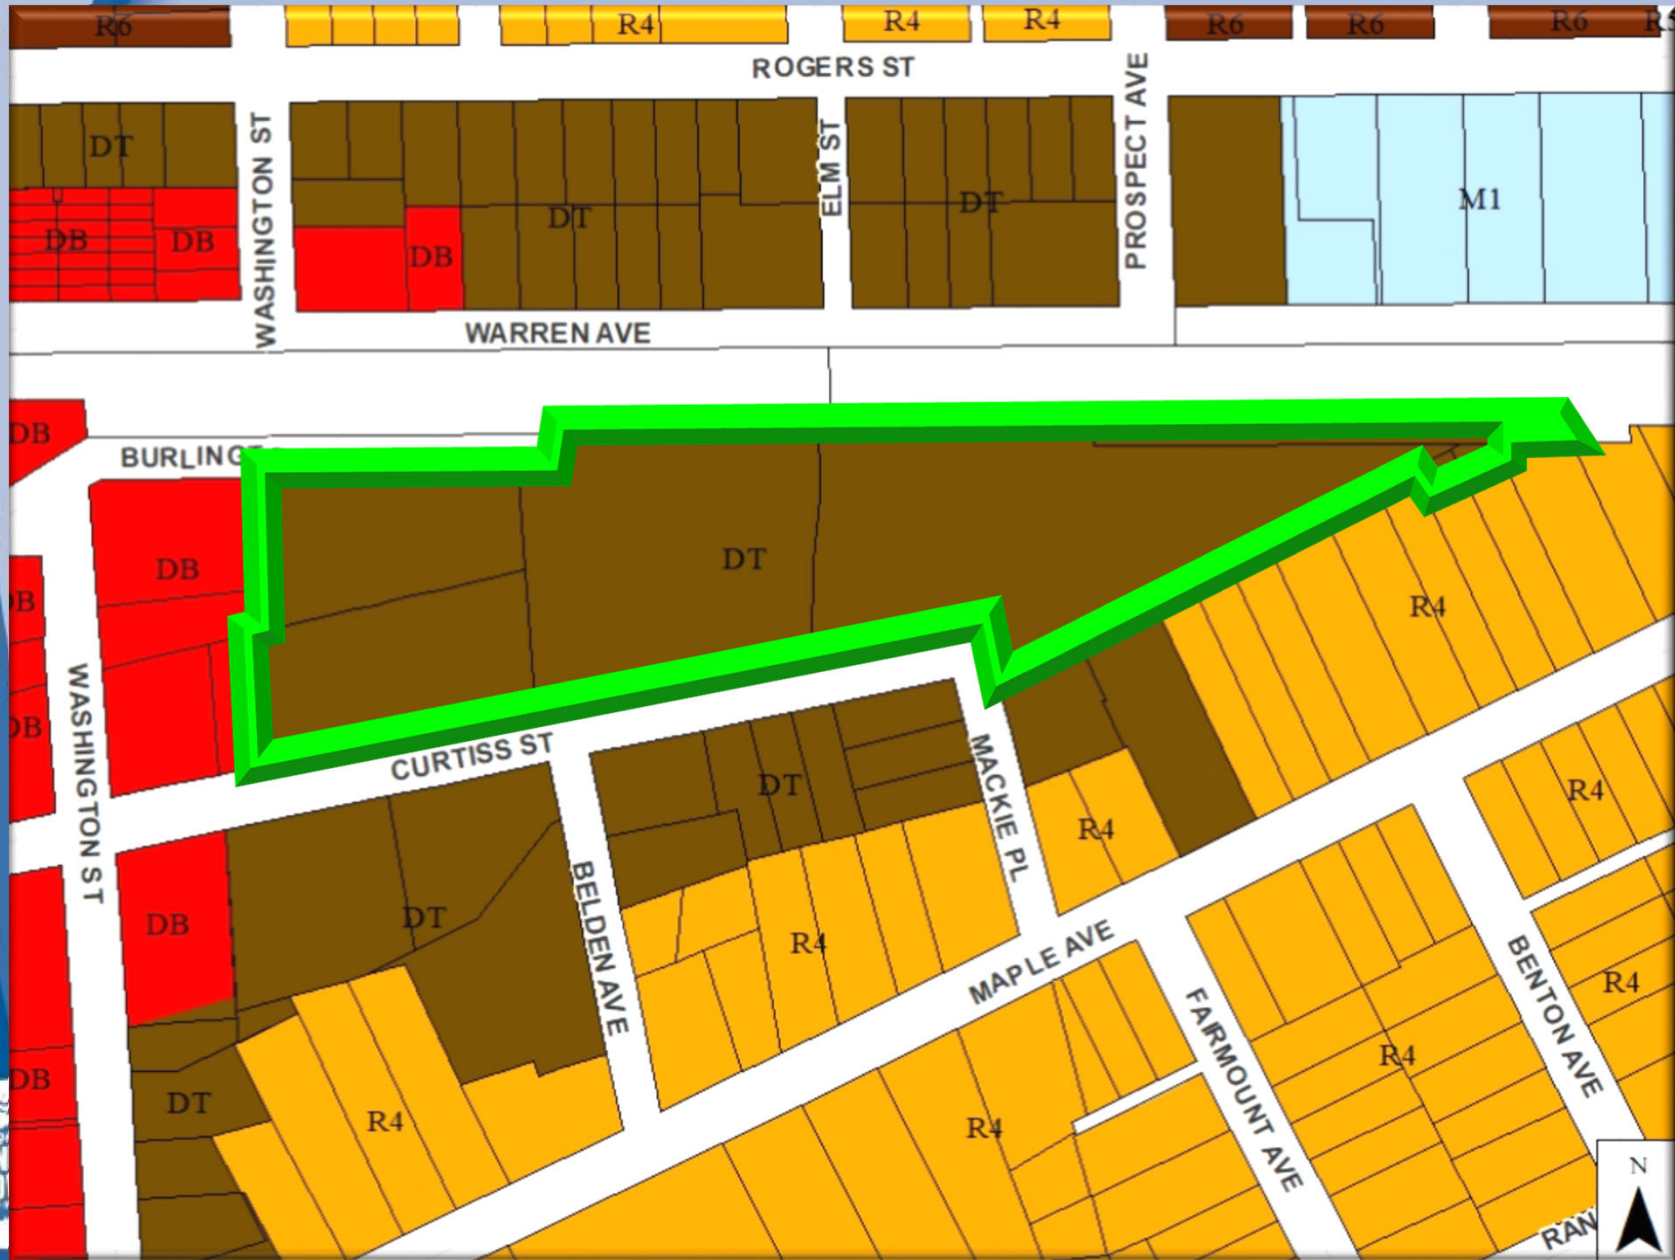 R6
R4
R4
R4
R6
R6
R6
ROGERS ST
DT
WASHINGTON ST
ELM ST
PROSPECT AVE
DB
DB
DB
DT
DT
M1
WARREN AVE
DB
BURLINGT
DB
DT
DB
R4
DB
WASHINGTON ST
CURTISS ST
DT
MACKIE PL
R4
R4
DB
DT
BELDEN AVE
R4
MAPLE AVE
FAIRMOUNT AVE
BENTON AVE
R4
R4
DB
DT
R4
R4
N
RAN